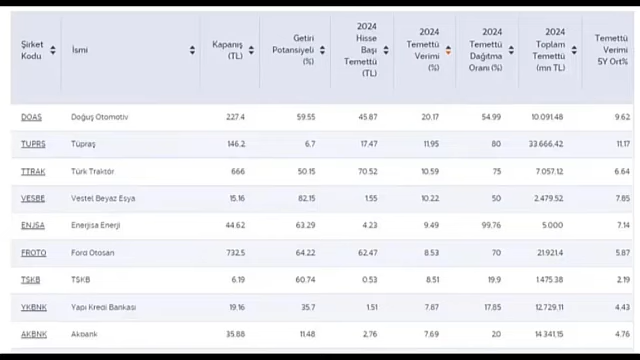 Şirket Kodu İsmi Kapanış (TL) Getiri Potansiyeli (%) 2024 Hisse Başı Temettü (TL) 2024 Temettü Verimi (%) 2024 Temettü Dağıtma Oranı (%) 2024 Toplam Temettü (mn TL) Temettü Verimi 5Y Ort%
DOAS Doğuş Otomotiv 227.4 59.55 45.87 20.17 54.99 10.091.48 9.62
TUPRS Tüpraş 146.2 6.7 17.47 11.95 80 33.666.42 11.17
TTRAK Türk Traktör 666 50.15 70.52 10.59 75 7.057.12 6.64
VESBE Vestel Beyaz Esya 15.16 82.15 1.55 10.22 50 2.479.52 7.85
ENJSA Enerjisa Enerji 44.62 63.29 4.23 9.49 99.76 5.000 7.14
FROTO Ford Otosan 732.5 64.22 62.47 8.53 70 21.921.4 5.87
TSKB TSKB 6.19 60.74 0.53 8.51 19.9 1.475.38 2.19
YKBNK Yapı Kredi Bankası 19.16 35.7 1.51 7.87 17.85 12.729.11 4.43
AKBNK Akbank 35.88 11.48 2.76 7.69 20 14.341.15 4.76